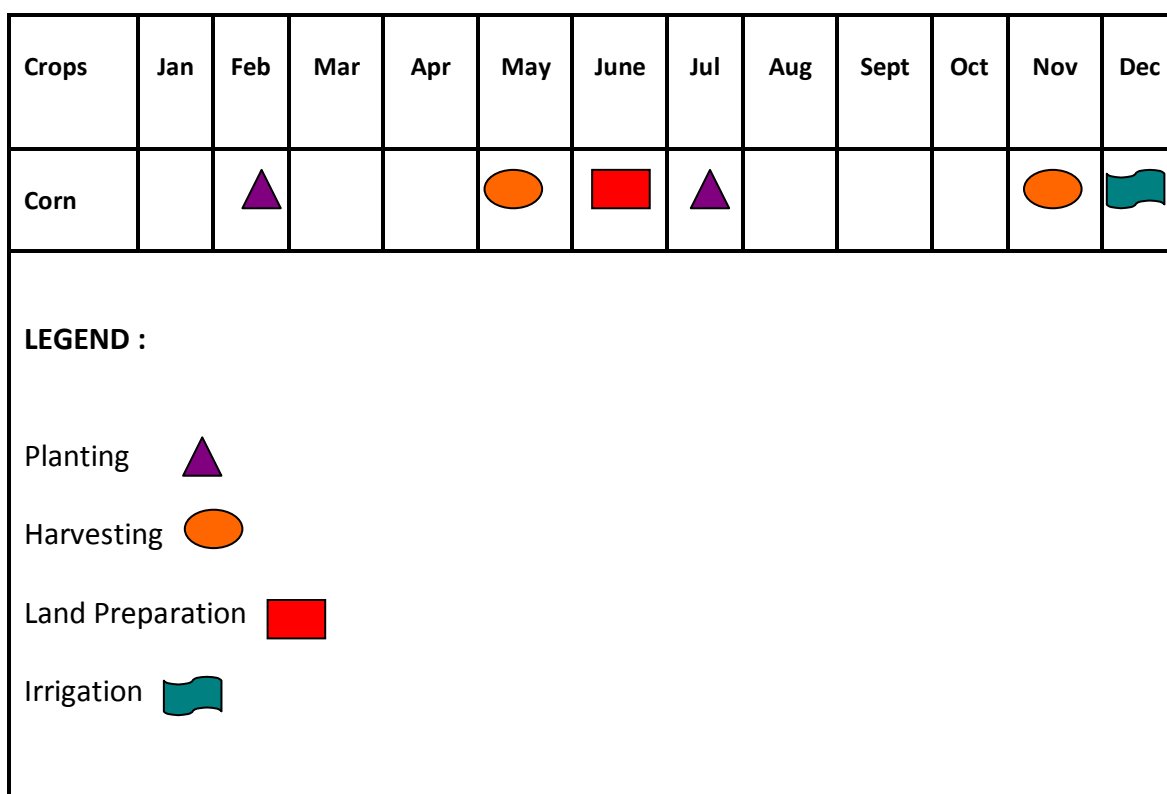 Crops Jan Feb Mar Apr May June Jul Aug Sept Oct Nov Dec
Corn
LEGEND :
Planting
Harvesting
Land Preparation
Irrigation